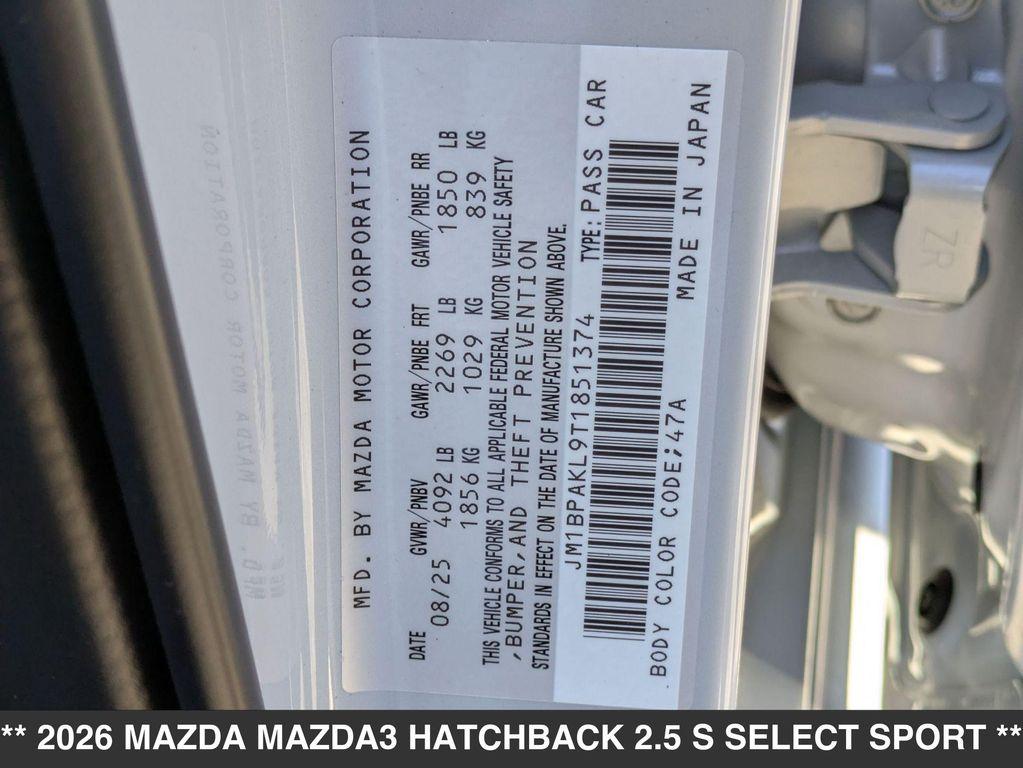 MFD. BY MAZDA MOTOR CORPORATION
DATE GVWR/PNBV GAWR/PNBE FRT GAWR/PNBE RR
08/25 4092 LB 2269 LB 1850 LB
1856 KG 1029 KG 839 KG
THIS VEHICLE CONFORMS TO ALL APPLICABLE FEDERAL MOTOR VEHICLE SAFETY
,BUMPER,AND THEFT PREVENTION
STANDARDS IN EFFECT ON THE DATE OF MANUFACTURE SHOWN ABOVE.
JM1BPAKL9T1851374 TYPE:PASS CAR
BODY COLOR CODE;47A MADE IN JAPAN
ZR
** 2026 MAZDA MAZDA3 HATCHBACK 2.5 S SELECT SPORT **